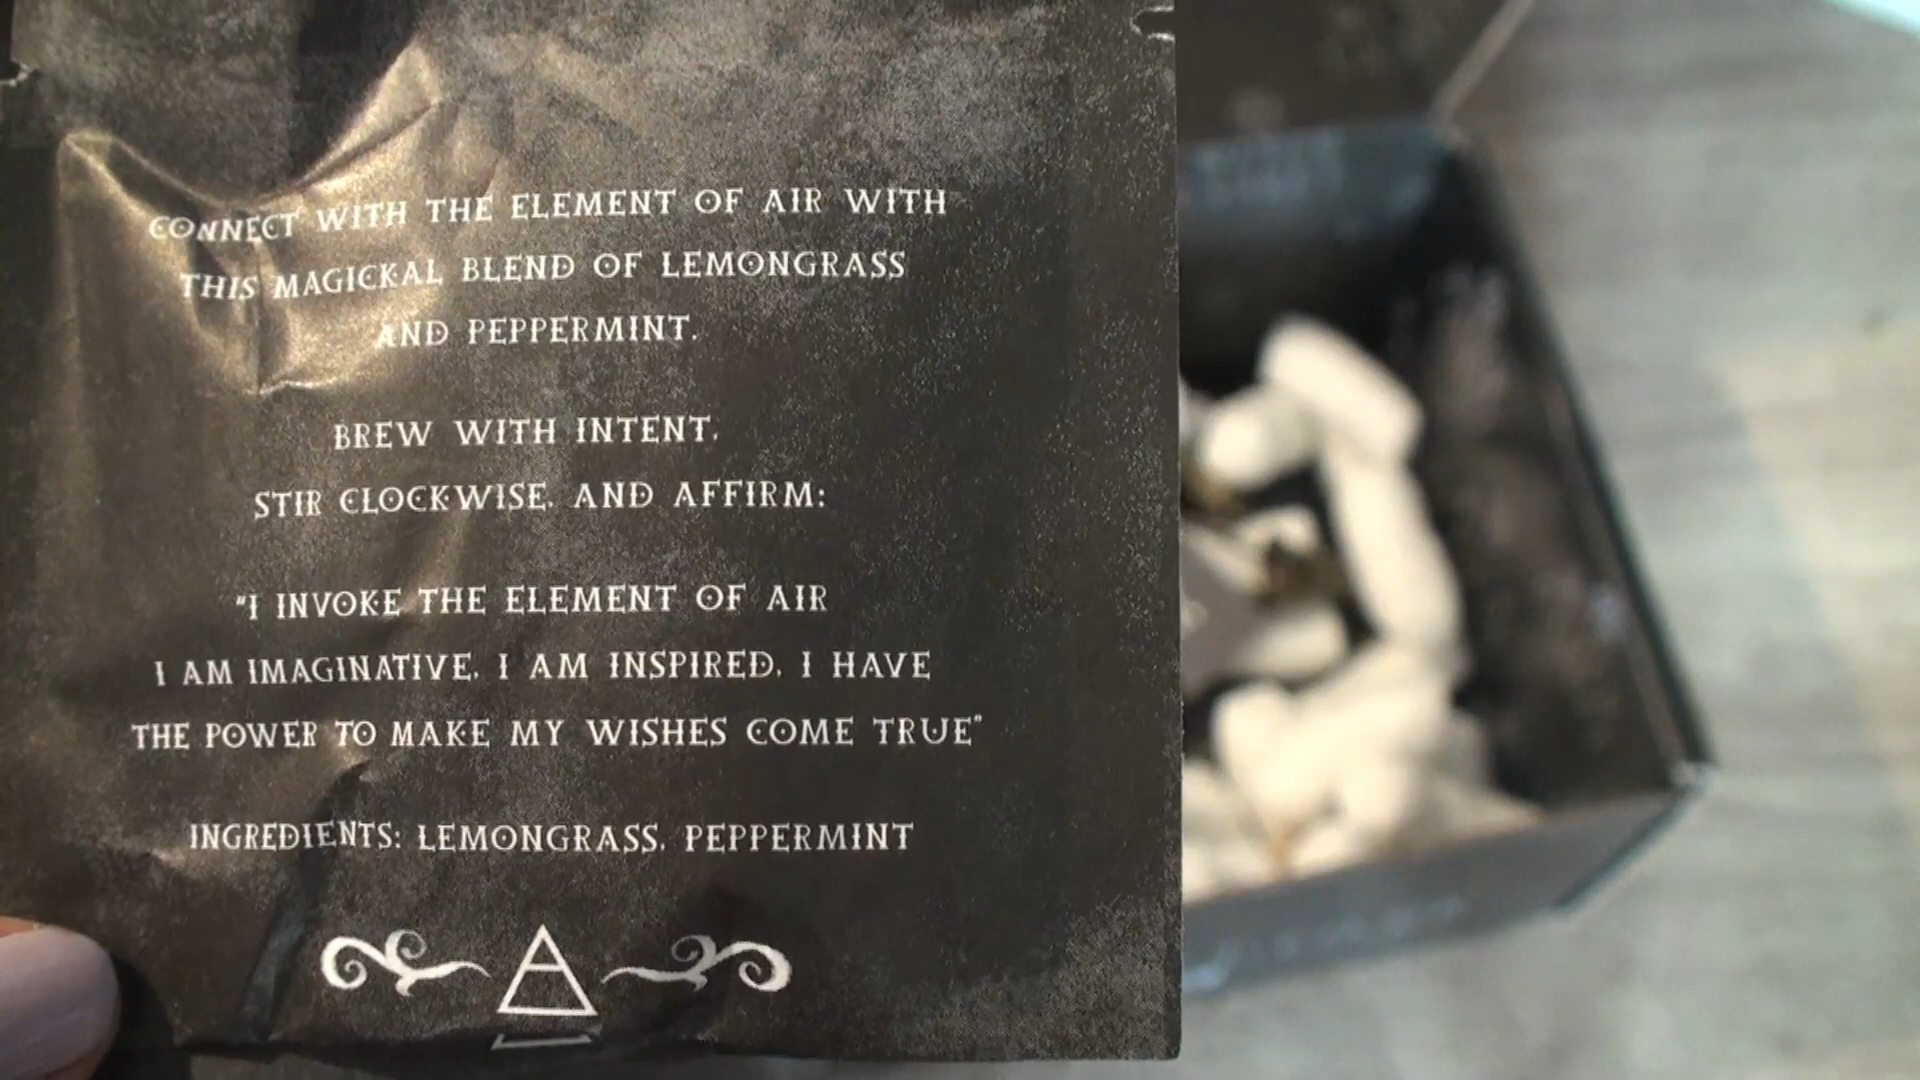 CONNECT WITH THE ELEMENT OF AIR WITH
THIS MAGICKAL BLEND OF LEMONGRASS
AND PEPPERMINT.
BREW WITH INTENT.
STIR CLOCKWISE, AND AFFIRM:
"I INVOKE THE ELEMENT OF AIR
I AM IMAGINATIVE, I AM INSPIRED, I HAVE
THE POWER TO MAKE MY WISHES COME TRUE"
INGREDIENTS: LEMONGRASS, PEPPERMINT